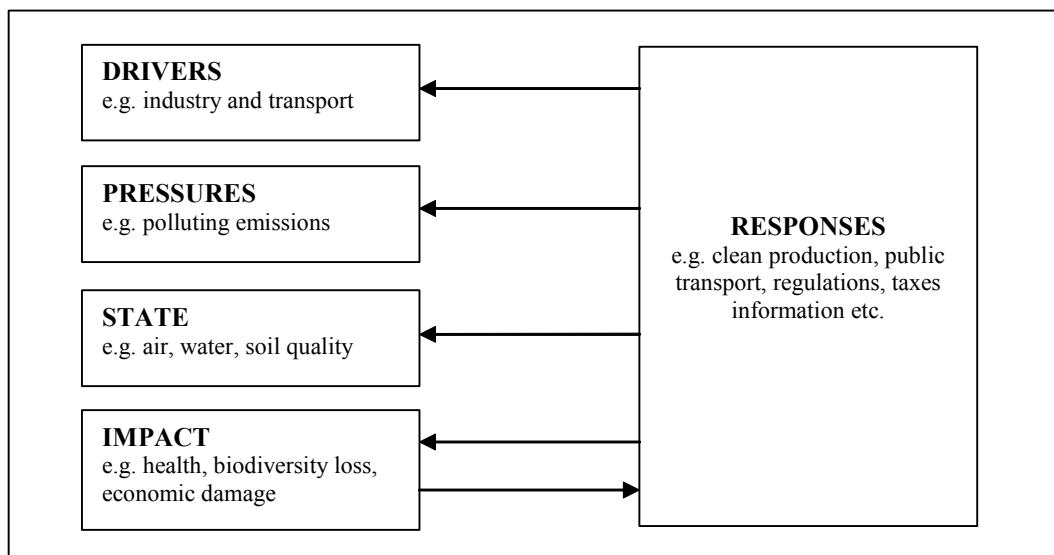 DRIVERS
e.g. industry and transport
PRESSURES
e.g. polluting emissions
STATE
e.g. air, water, soil quality
IMPACT
e.g. health, biodiversity loss,
economic damage
RESPONSES
e.g. clean production, public
transport, regulations, taxes
information etc.